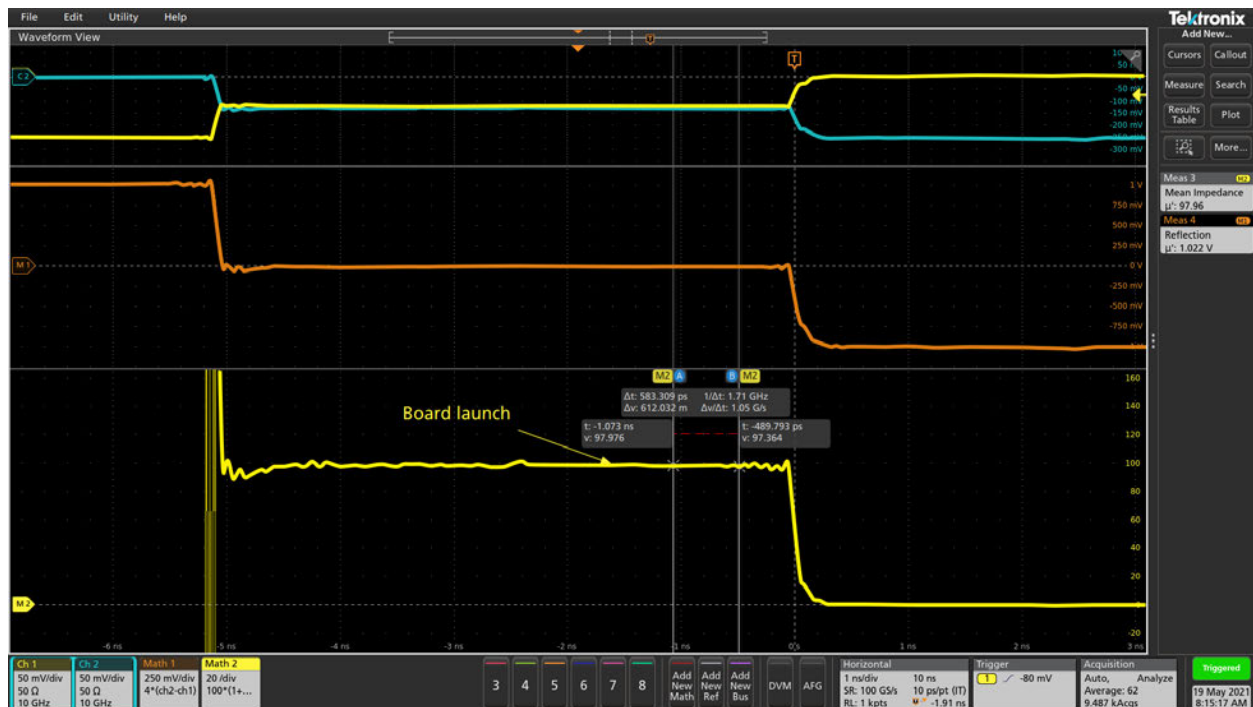 File Edit Utility Help
Tektronix
Waveform View
Add New...
Cursors Callout
Measure Search
Results Table Plot
More...
Meas 3 M2
Mean Impedance
µ': 97.96
Meas 4 M1
Reflection
µ': 1.022 V
C2
T
50 m
0 V
-50 mV
-100 mV
-150 mV
-200 mV
-250 mV
-300 mV
M1
1 V
750 mV
500 mV
250 mV
0 V
-250 mV
-500 mV
-750 mV
M2 A B M2
Δt: 583.309 ps 1/Δt: 1.71 GHz
Δv: 612.032 m Δv/Δt: 1.05 G/s
t: -1.073 ns
v: 97.976
t: -489.793 ps
v: 97.364
Board launch
160
140
120
100
80
60
40
20
-20
M2
-6 ns -5 ns -4 ns -3 ns -2 ns -1 ns 0 s 1 ns 2 ns 3 ns
Ch 1
50 mV/div
50 Ω
10 GHz
Ch 2
50 mV/div
50 Ω
10 GHz
Math 1
250 mV/div
4*(ch2-ch1)
Math 2
20 /div
100*(1+...
3 4 5 6 7 8
Add New Math
Add New Ref
Add New Bus
DVM AFG
Horizontal
1 ns/div 10 ns
SR: 100 GS/s 10 ps/pt (IT)
RL: 1 kpts -1.91 ns
Trigger
1 -80 mV
Acquisition
Auto, Analyze
Average: 62
9.487 kAcqs
Triggered
19 May 2021
8:15:17 AM